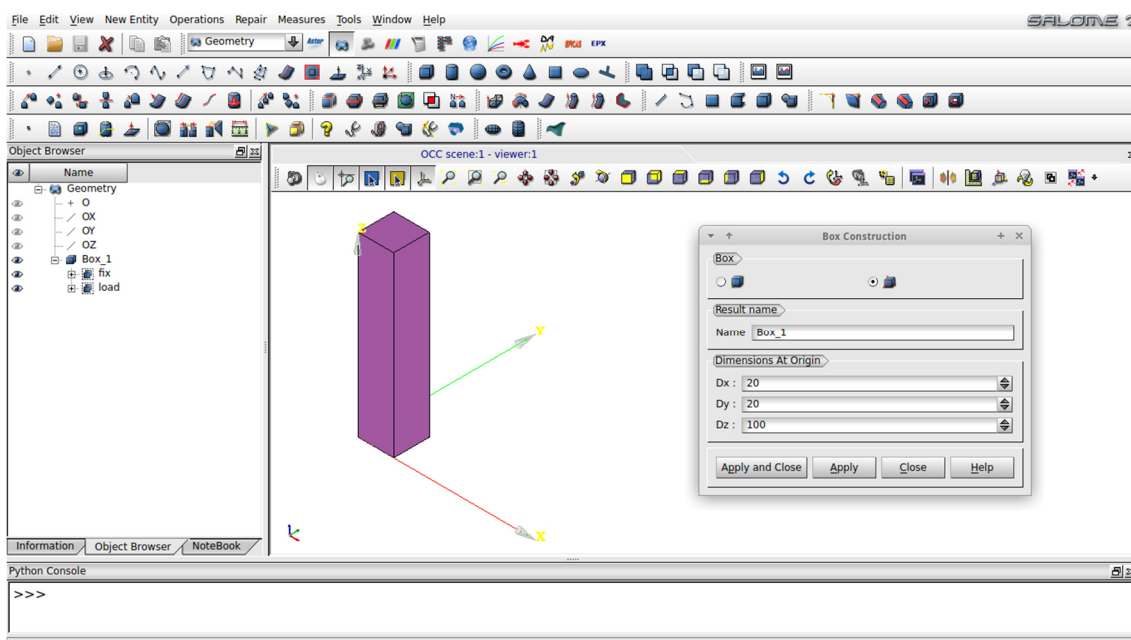 File Edit View New Entity Operations Repair Measures Tools Window Help
SALOME 7
Geometry
Aster
EPX
Object Browser
OCC scene:1 - viewer:1
Name
Geometry
O
OX
OY
OZ
Box_1
fix
load
Z
Y
X
Box Construction
Box
Result name
Name Box_1
Dimensions At Origin
Dx : 20
Dy : 20
Dz : 100
Apply and Close Apply Close Help
Information Object Browser NoteBook
Python Console
>>>